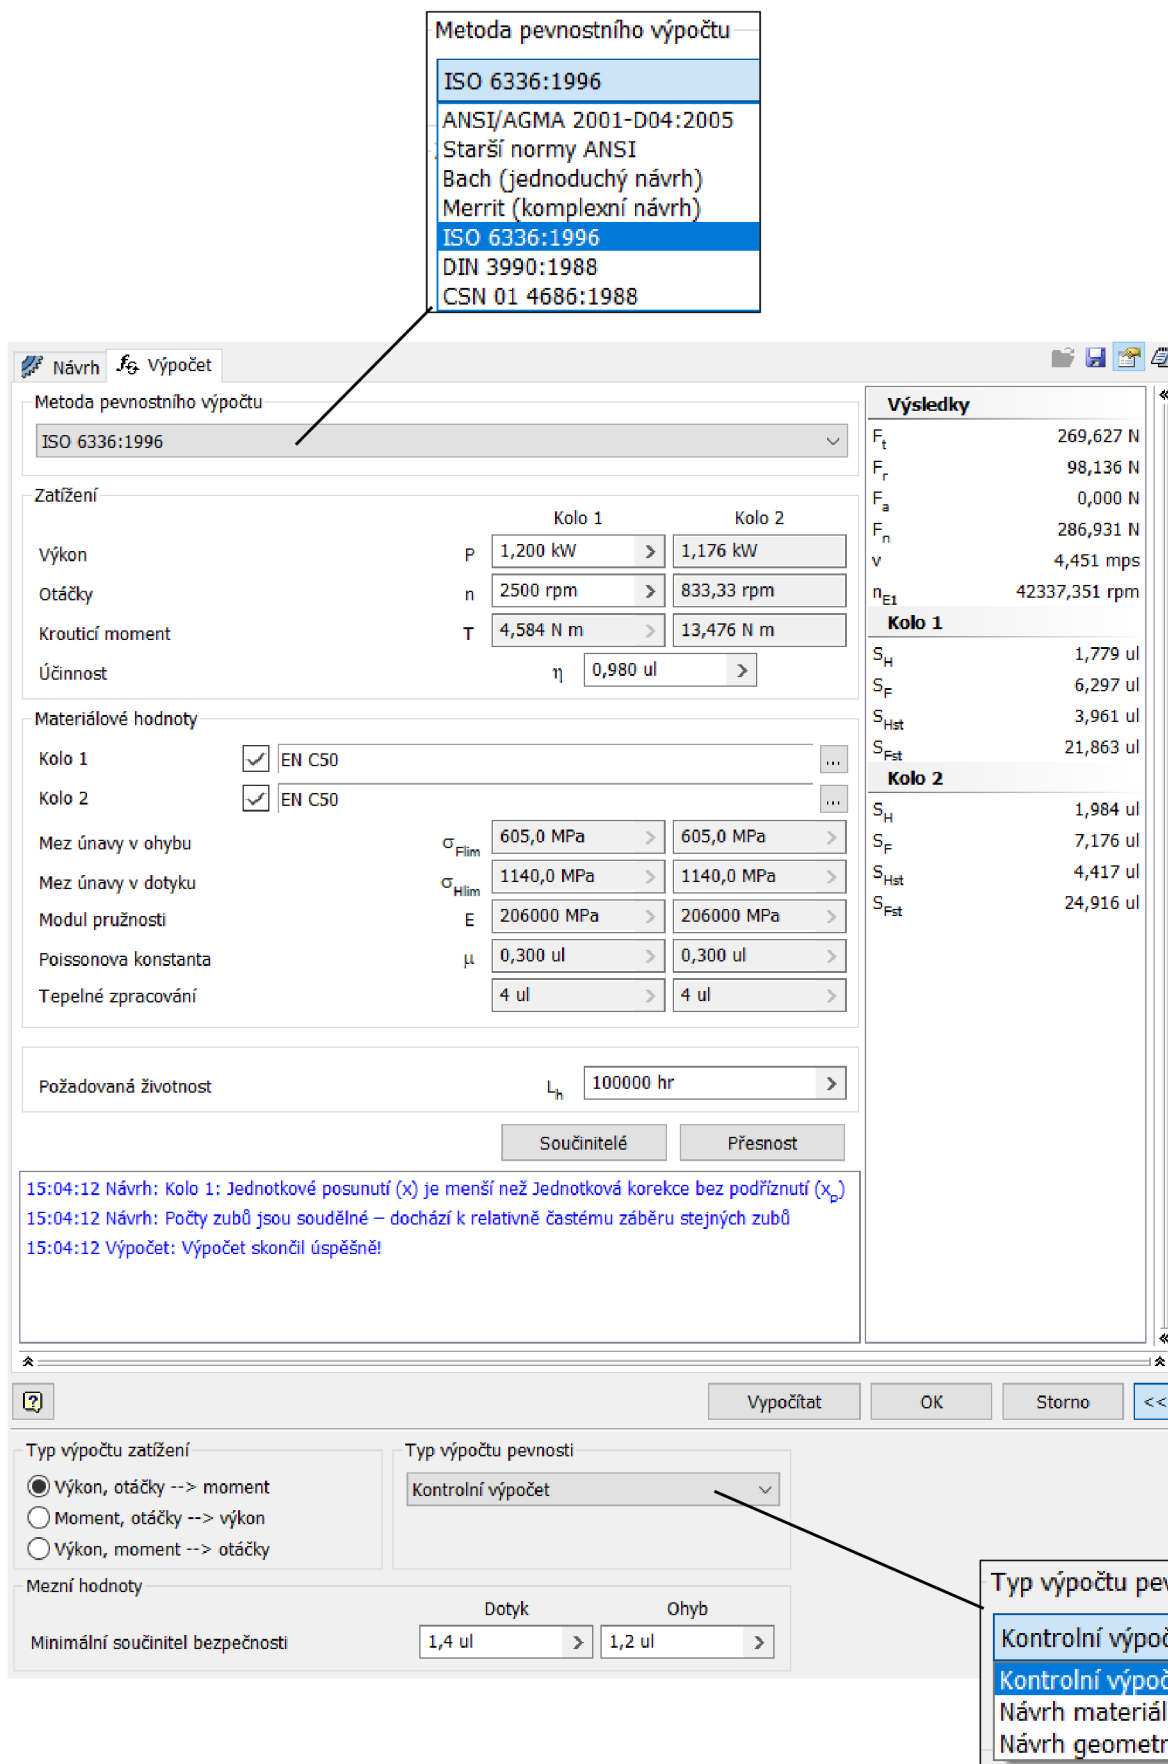 Metoda pevnostního výpočtu
ISO 6336:1996
ANSI/AGMA 2001-D04:2005
Starší normy ANSI
Bach (jednoduchý návrh)
Merrit (komplexní návrh)
ISO 6336:1996
DIN 3990:1988
CSN 01 4686:1988
Návrh Výpočet
Metoda pevnostního výpočtu
ISO 6336:1996
Zatížení
Kolo 1 Kolo 2
Výkon P 1,200 kW 1,176 kW
Otáčky n 2500 rpm 833,33 rpm
Krouticí moment T 4,584 N m 13,476 N m
Účinnost η 0,980 ul
Materiálové hodnoty
Kolo 1 EN C50 ...
Kolo 2 EN C50 ...
Mez únavy v ohybu σFlim 605,0 MPa 605,0 MPa
Mez únavy v dotyku σHlim 1140,0 MPa 1140,0 MPa
Modul pružnosti E 206000 MPa 206000 MPa
Poissonova konstanta μ 0,300 ul 0,300 ul
Tepelné zpracování 4 ul 4 ul
Požadovaná životnost Lh 100000 hr
Součinitelé Přesnost
15:04:12 Návrh: Kolo 1: Jednotkové posunutí (x) je menší než Jednotková korekce bez podříznutí (xp)
15:04:12 Návrh: Počty zubů jsou soudělné – dochází k relativně častému záběru stejných zubů
15:04:12 Výpočet: Výpočet skončil úspěšně!
Výsledky
Ft 269,627 N
Fr 98,136 N
Fa 0,000 N
Fn 286,931 N
v 4,451 mps
nE1 42337,351 rpm
Kolo 1
SH 1,779 ul
SF 6,297 ul
SHst 3,961 ul
SFst 21,863 ul
Kolo 2
SH 1,984 ul
SF 7,176 ul
SHst 4,417 ul
SFst 24,916 ul
Vypočítat OK Storno <<
Typ výpočtu zatížení
Výkon, otáčky --> moment
Moment, otáčky --> výkon
Výkon, moment --> otáčky
Typ výpočtu pevnosti
Kontrolní výpočet
Mezní hodnoty
Dotyk Ohyb
Minimální součinitel bezpečnosti 1,4 ul 1,2 ul
Typ výpočtu
Kontrolní
Kontrolní
Návrh
Návrh